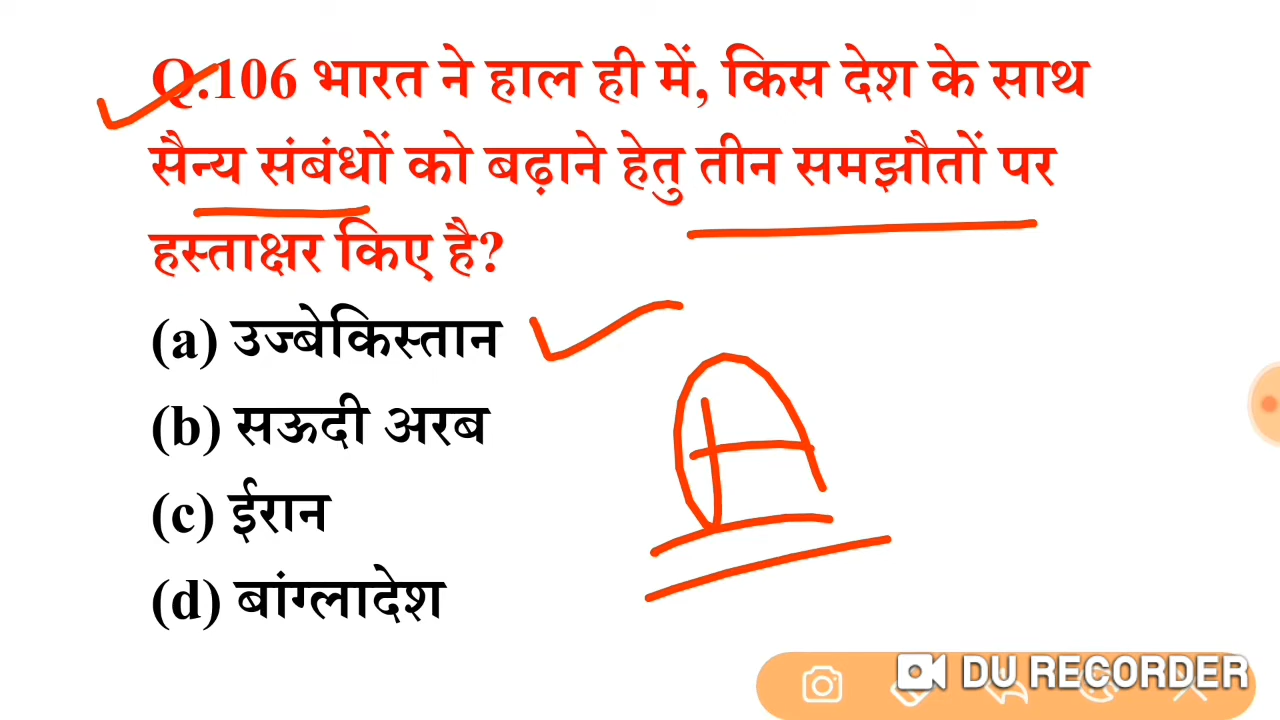 Q.106 भारत ने हाल ही में, किस देश के साथ
सैन्य संबंधों को बढ़ाने हेतु तीन समझौतों पर
हस्ताक्षर किए है?
(a) उज्बेकिस्तान
(b) सऊदी अरब
(c) ईरान
(d) बांग्लादेश
DU RECORDER